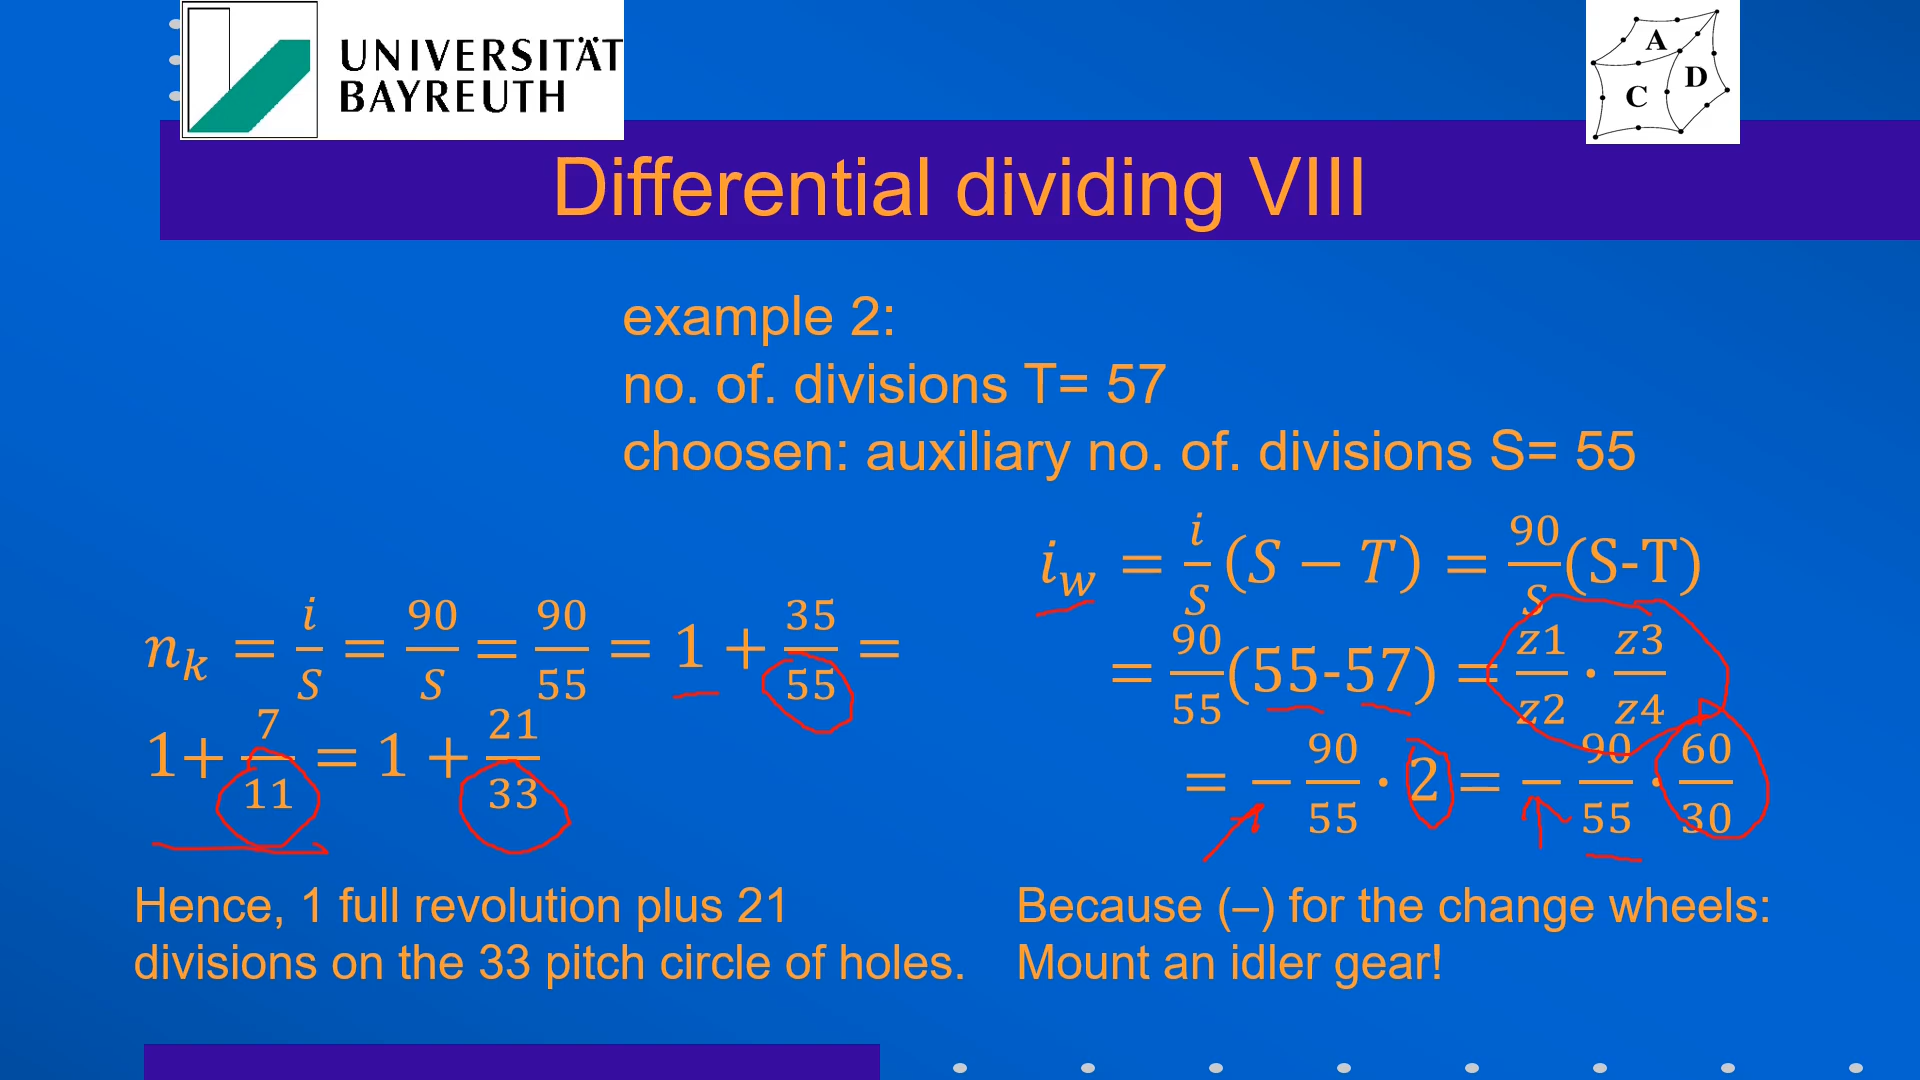 UNIVERSITÄT
BAYREUTH
A
D
C
Differential dividing VIII
example 2:
no. of. divisions T= 57
choosen: auxiliary no. of. divisions S= 55
n_k = i/S = 90/S = 90/55 = 1 + 35/55 =
1+ 7/11 = 1 + 21/33
Hence, 1 full revolution plus 21
divisions on the 33 pitch circle of holes.
i_w = i/S (S − T) = 90/S (S-T)
= 90/55 (55-57) = z1/z2 · z3/z4
= − 90/55 · 2 = − 90/55 · 60/30
Because (–) for the change wheels:
Mount an idler gear!